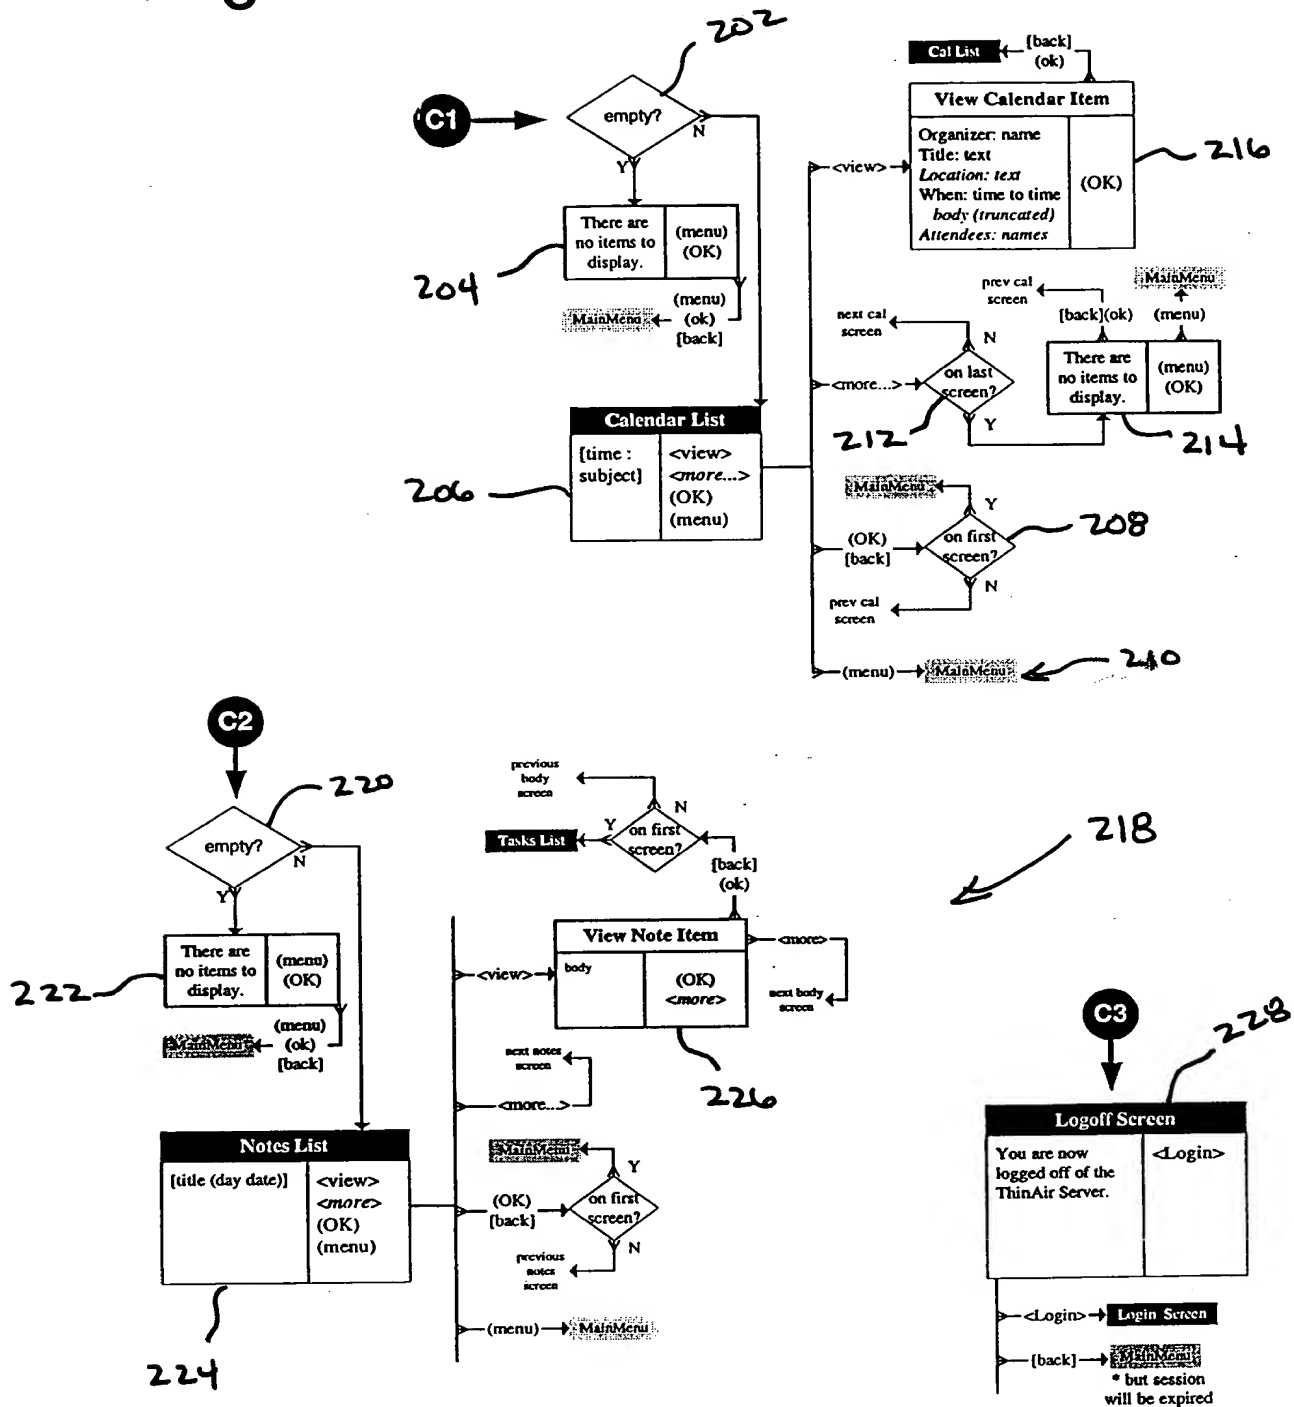 202
C1
empty?
N
Y
There are
no items to
display.
(menu)
(OK)
204
(menu)
(ok)
[back]
MainMenu
Calendar List
[time :
subject]
<view>
<more...>
(OK)
(menu)
206
Cal List
[back]
(ok)
View Calendar Item
Organizer: name
Title: text
Location: text
When: time to time
body (truncated)
Attendees: names
(OK)
216
<view>
next cal
screen
N
<more...>
on last
screen?
Y
212
prev cal
screen
[back](ok)
MainMenu
(menu)
There are
no items to
display.
(menu)
(OK)
214
MainMenu
Y
(OK)
[back]
on first
screen?
208
N
prev cal
screen
(menu)
MainMenu
210
C2
220
empty?
N
Y
There are
no items to
display.
(menu)
(OK)
222
MainMenu
(menu)
(ok)
[back]
Notes List
[title (day date)]
<view>
<more>
(OK)
(menu)
224
previous
body
screen
N
Y
on first
screen?
Tasks List
[back]
(ok)
218
View Note Item
body
(OK)
<more>
<view>
<more>
next body
screen
226
next notes
screen
<more...>
MainMenu
Y
(OK)
[back]
on first
screen?
N
previous
notes
screen
(menu)
MainMenu
C3
228
Logoff Screen
You are now
logged off of the
ThinAir Server.
<Login>
<Login>
Login Screen
[back]
MainMenu
* but session
will be expired